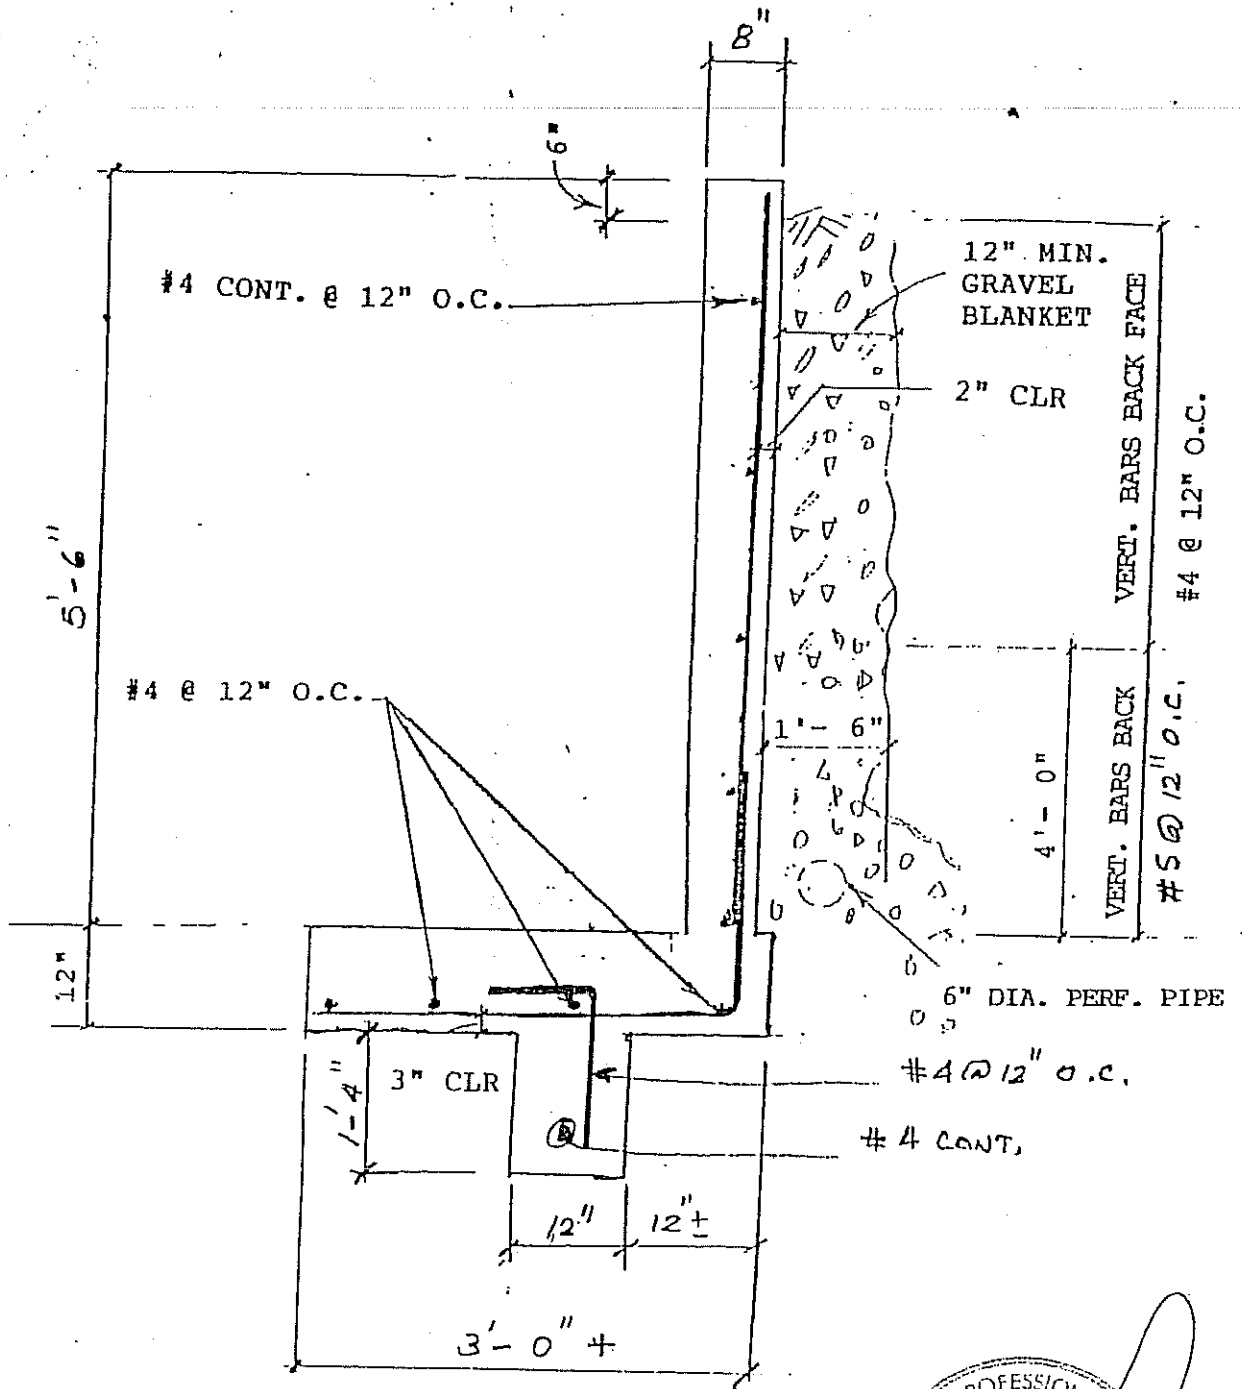 8"
6"
#4 CONT. @ 12" O.C.
12" MIN.
GRAVEL
BLANKET
2" CLR
VERT. BARS BACK FACE
#4 @ 12" O.C.
5'-6"
#4 @ 12" O.C.
1'- 6"
4'- 0"
VERT. BARS BACK
#5 @ 12" O.C.
12"
6" DIA. PERF. PIPE
3" CLR
1'-4"
#4 @ 12" O.C.
# 4 CONT.
12"
12" ±
3'- 0" +